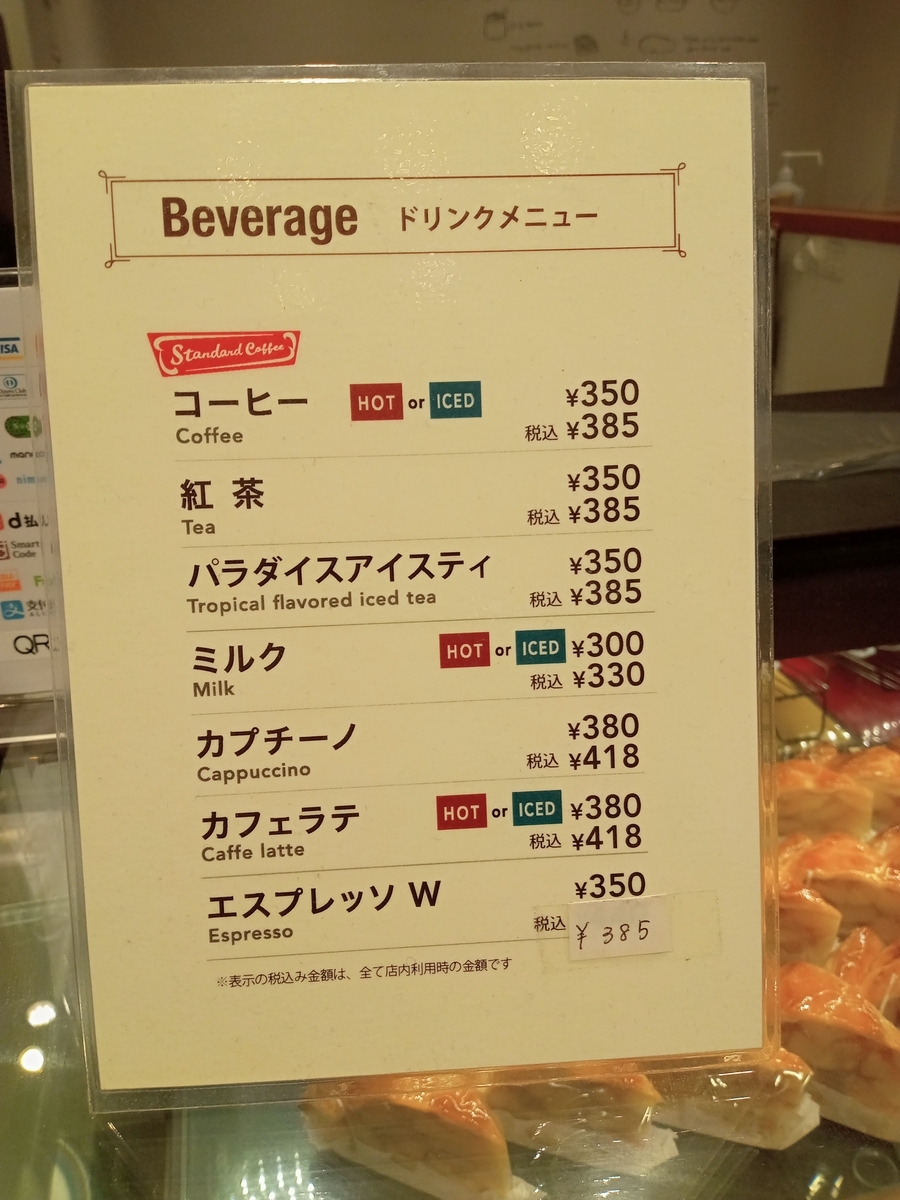 Beverage ドリンクメニュー
Standard Coffee
コーヒー HOT or ICED ¥350
Coffee 税込 ¥385
紅 茶 ¥350
Tea 税込 ¥385
パラダイスアイスティ ¥350
Tropical flavored iced tea 税込 ¥385
ミルク HOT or ICED ¥300
Milk 税込 ¥330
カプチーノ ¥380
Cappuccino 税込 ¥418
カフェラテ HOT or ICED ¥380
Caffe latte 税込 ¥418
エスプレッソ W ¥350
Espresso 税込 ¥385
※表示の税込み金額は、全て店内利用時の金額です
ISA
d払
Smart
Code
QR